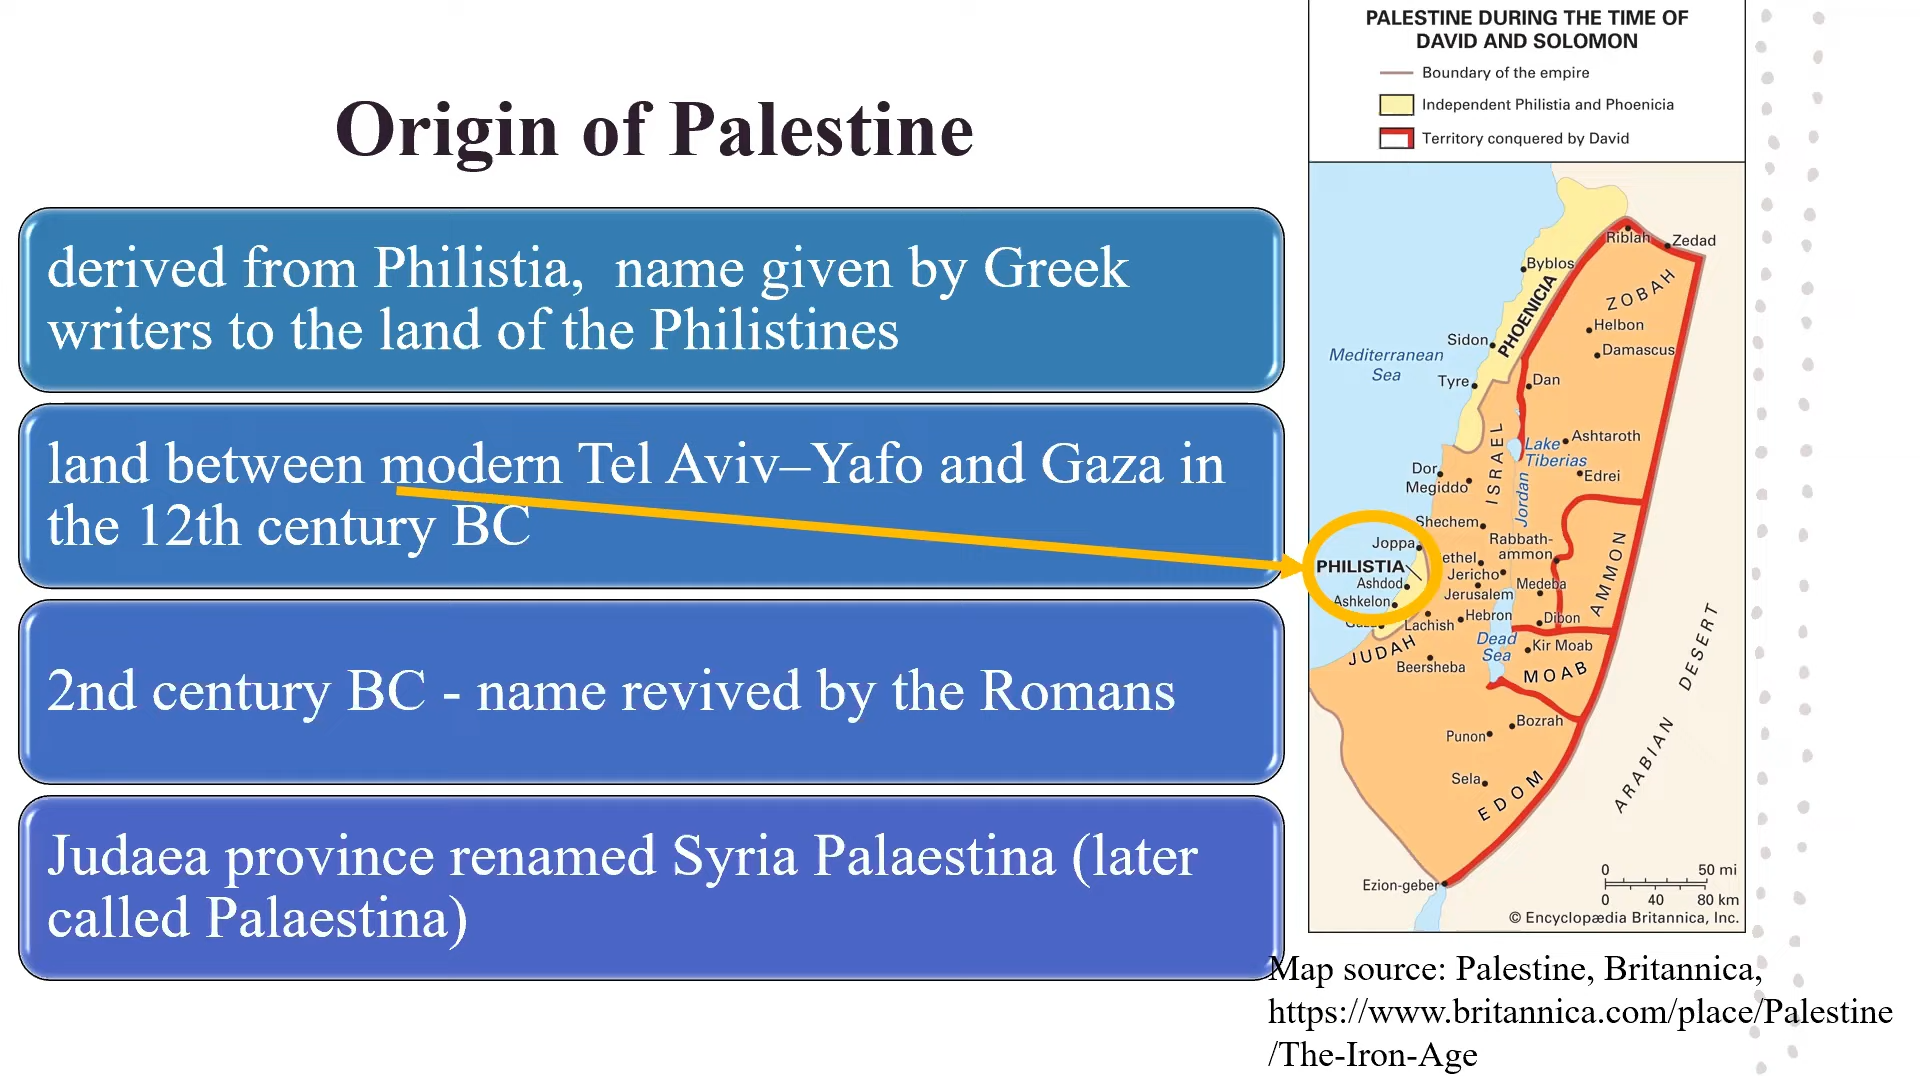 Origin of Palestine
derived from Philistia,  name given by Greek
writers to the land of the Philistines
land between modern Tel Aviv–Yafo and Gaza in
the 12th century BC
2nd century BC - name revived by the Romans
Judaea province renamed Syria Palaestina (later
called Palaestina)
PALESTINE DURING THE TIME OF
DAVID AND SOLOMON
Boundary of the empire
Independent Philistia and Phoenicia
Territory conquered by David
Riblah
Zedad
Byblos
ZOBAH
PHOENICIA
Helbon
Sidon
Damascus
Mediterranean
Sea
Tyre
Dan
ISRAEL
Lake
Tiberias
Ashtaroth
Dor
Megiddo
Edrei
Jordan
Shechem
Joppa
Rabbath-
ammon
ethel
PHILISTIA
Jericho
AMMON
Ashdod
Medeba
Jerusalem
Ashkelon
Gaza
Lachish
Hebron
Dibon
JUDAH
Dead
Sea
Kir Moab
Beersheba
MOAB
ARABIAN DESERT
Bozrah
Punon
Sela
EDOM
Ezion-geber
0 50 mi
0 40 80 km
© Encyclopædia Britannica, Inc.
Map source: Palestine, Britannica,
https://www.britannica.com/place/Palestine
/The-Iron-Age